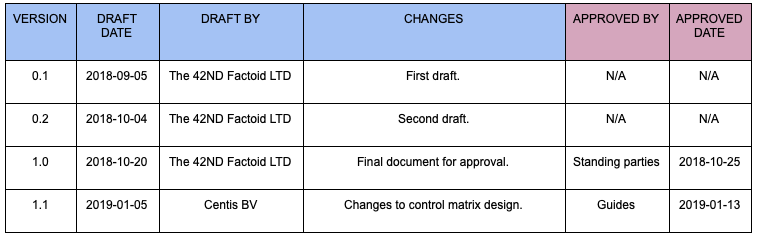 VERSION DRAFT DATE DRAFT BY CHANGES APPROVED BY APPROVED DATE
0.1 2018-09-05 The 42ND Factoid LTD First draft. N/A N/A
0.2 2018-10-04 The 42ND Factoid LTD Second draft. N/A N/A
1.0 2018-10-20 The 42ND Factoid LTD Final document for approval. Standing parties 2018-10-25
1.1 2019-01-05 Centis BV Changes to control matrix design. Guides 2019-01-13